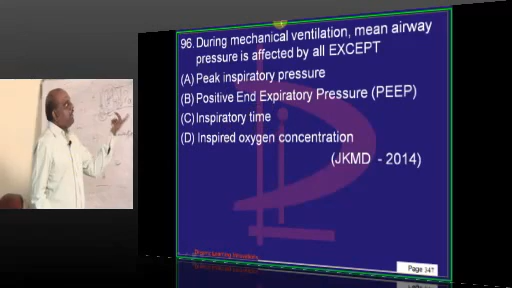 96. During mechanical ventilation, mean airway
pressure is affected by all EXCEPT
(A) Peak inspiratory pressure
(B) Positive End Expiratory Pressure (PEEP)
(C) Inspiratory time
(D) Inspired oxygen concentration
(JKMD - 2014)
Page 347